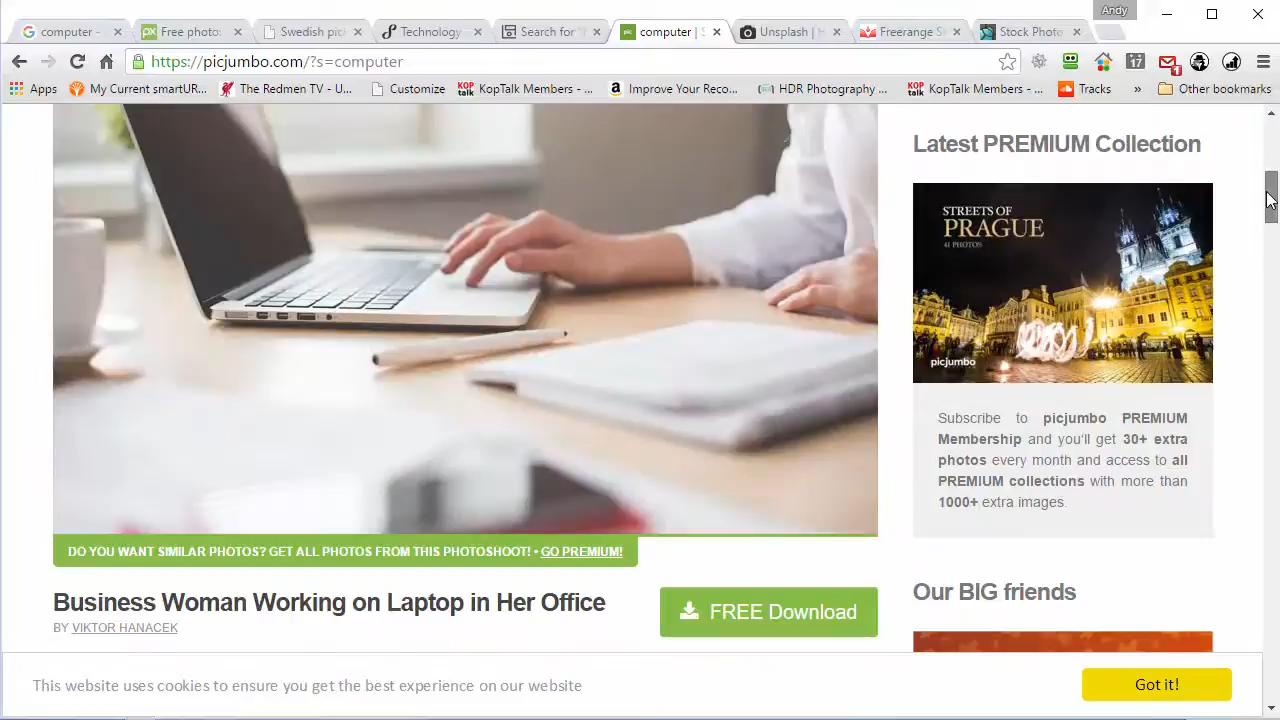 Andy
computer -
Free photo
swedish pic
Technology
Search for
computer | S
Unsplash | H
Freerange S
Stock Photo
https://picjumbo.com/?s=computer
Apps
My Current smartUR...
The Redmen TV - U...
Customize
KOP talk
KopTalk Members - ...
Improve Your Reco...
HDR Photography ...
KOP talk
KopTalk Members - ...
Tracks
»
Other bookmarks
Latest PREMIUM Collection
STREETS OF
PRAGUE
41 PHOTOS
picjumbo
Subscribe to picjumbo PREMIUM
Membership and you'll get 30+ extra
photos every month and access to all
PREMIUM collections with more than
1000+ extra images.
DO YOU WANT SIMILAR PHOTOS? GET ALL PHOTOS FROM THIS PHOTOSHOOT! • GO PREMIUM!
Business Woman Working on Laptop in Her Office
FREE Download
BY VIKTOR HANACEK
Our BIG friends
This website uses cookies to ensure you get the best experience on our website
Got it!